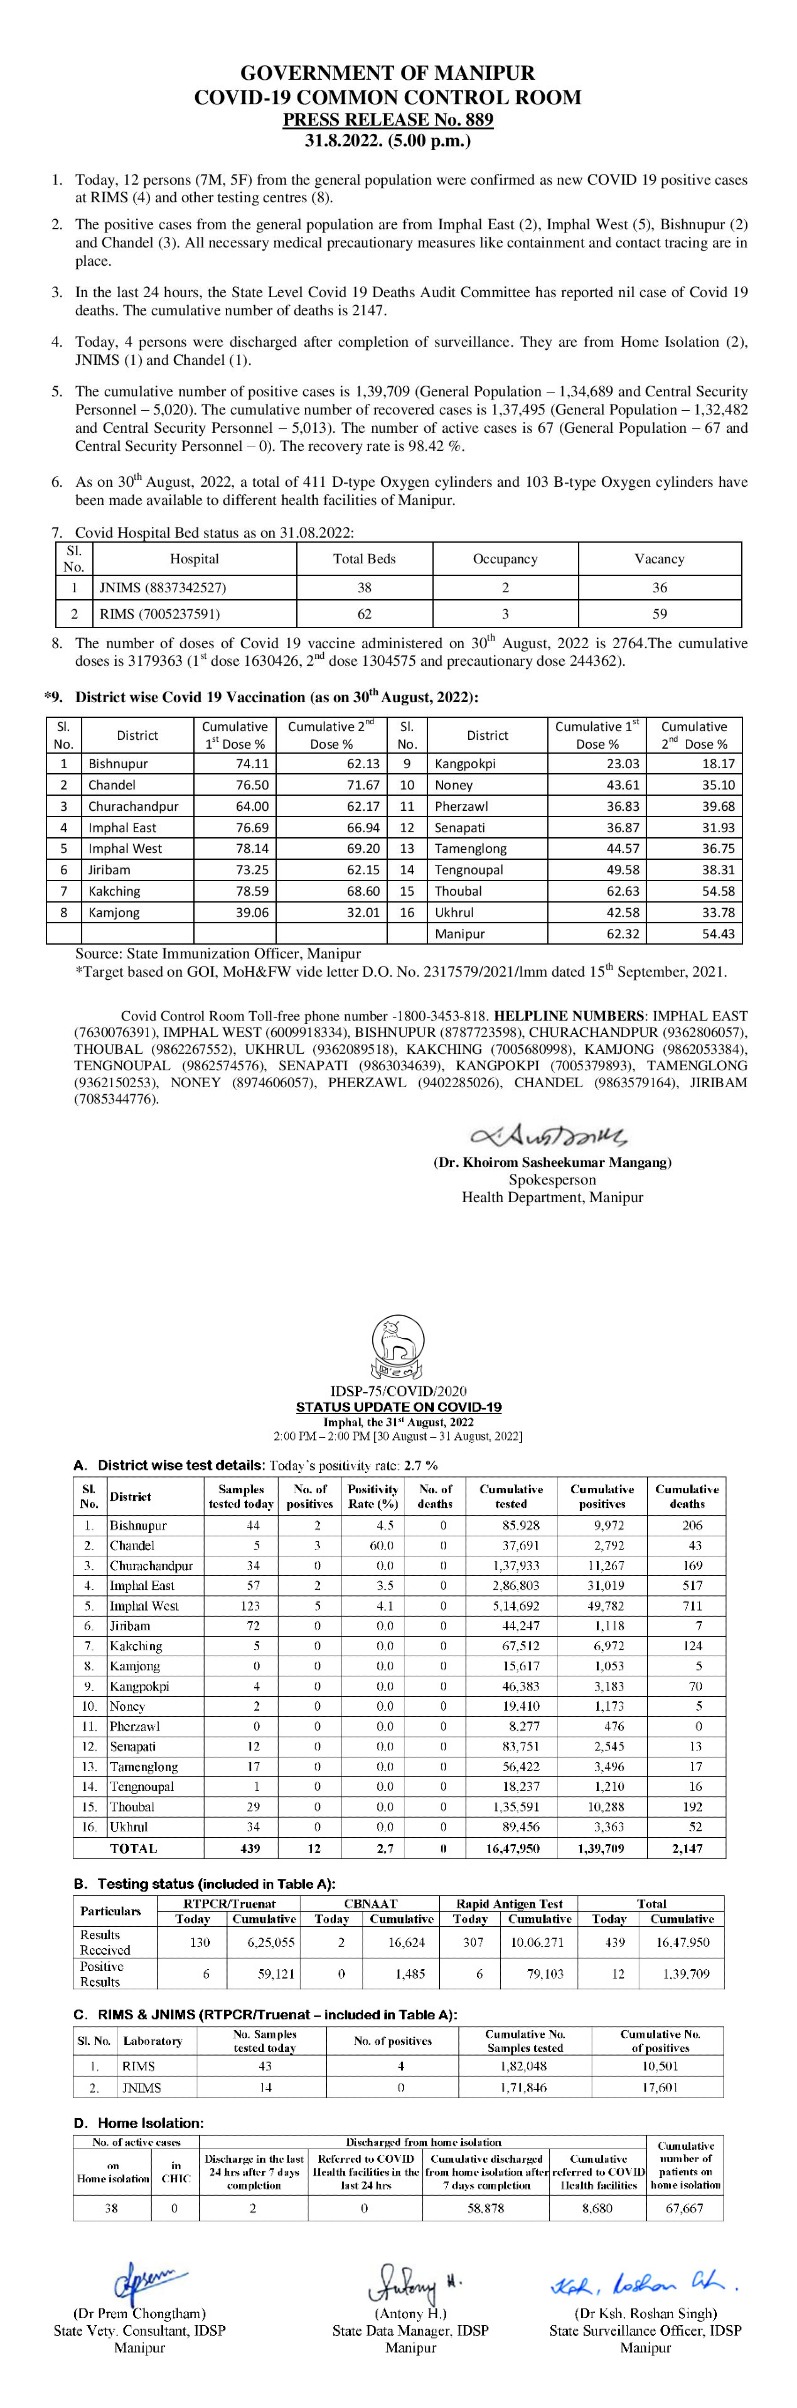 GOVERNMENT OF MANIPUR
COVID-19 COMMON CONTROL ROOM
PRESS RELEASE No. 889
31.8.2022. (5.00 p.m.)
1. Today, 12 persons (7M, 5F) from the general population were confirmed as new COVID 19 positive cases
at RIMS (4) and other testing centres (8).
2. The positive cases from the general population are from Imphal East (2), Imphal West (5), Bishnupur (2)
and Chandel (3). All necessary medical precautionary measures like containment and contact tracing are in
place.
3. In the last 24 hours, the State Level Covid 19 Deaths Audit Committee has reported nil case of Covid 19
deaths. The cumulative number of deaths is 2147.
4. Today, 4 persons were discharged after completion of surveillance. They are from Home Isolation (2),
JNIMS (1) and Chandel (1).
5. The cumulative number of positive cases is 1,39,709 (General Population – 1,34,689 and Central Security
Personnel – 5,020). The cumulative number of recovered cases is 1,37,495 (General Population – 1,32,482
and Central Security Personnel – 5,013). The number of active cases is 67 (General Population – 67 and
Central Security Personnel – 0). The recovery rate is 98.42 %.
6. As on 30th August, 2022, a total of 411 D-type Oxygen cylinders and 103 B-type Oxygen cylinders have
been made available to different health facilities of Manipur.
7. Covid Hospital Bed status as on 31.08.2022:
Sl. No. Hospital Total Beds Occupancy Vacancy
1 JNIMS (8837342527) 38 2 36
2 RIMS (7005237591) 62 3 59
8. The number of doses of Covid 19 vaccine administered on 30th August, 2022 is 2764.The cumulative
doses is 3179363 (1st dose 1630426, 2nd dose 1304575 and precautionary dose 244362).
*9. District wise Covid 19 Vaccination (as on 30th August, 2022):
Sl. No. District Cumulative 1st Dose % Cumulative 2nd Dose % Sl. No. District Cumulative 1st Dose % Cumulative 2nd Dose %
1 Bishnupur 74.11 62.13 9 Kangpokpi 23.03 18.17
2 Chandel 76.50 71.67 10 Noney 43.61 35.10
3 Churachandpur 64.00 62.17 11 Pherzawl 36.83 39.68
4 Imphal East 76.69 66.94 12 Senapati 36.87 31.93
5 Imphal West 78.14 69.20 13 Tamenglong 44.57 36.75
6 Jiribam 73.25 62.15 14 Tengnoupal 49.58 38.31
7 Kakching 78.59 68.60 15 Thoubal 62.63 54.58
8 Kamjong 39.06 32.01 16 Ukhrul 42.58 33.78
Manipur 62.32 54.43
Source: State Immunization Officer, Manipur
*Target based on GOI, MoH&FW vide letter D.O. No. 2317579/2021/lmm dated 15th September, 2021.
Covid Control Room Toll-free phone number -1800-3453-818. HELPLINE NUMBERS: IMPHAL EAST
(7630076391), IMPHAL WEST (6009918334), BISHNUPUR (8787723598), CHURACHANDPUR (9362806057),
THOUBAL (9862267552), UKHRUL (9362089518), KAKCHING (7005680998), KAMJONG (9862053384),
TENGNOUPAL (9862574576), SENAPATI (9863034639), KANGPOKPI (7005379893), TAMENGLONG
(9362150253), NONEY (8974606057), PHERZAWL (9402285026), CHANDEL (9863579164), JIRIBAM
(7085344776).
(Dr. Khoirom Sasheekumar Mangang)
Spokesperson
Health Department, Manipur
IDSP-75/COVID/2020
STATUS UPDATE ON COVID-19
Imphal, the 31st August, 2022
2:00 PM – 2:00 PM [30 August – 31 August, 2022]
A. District wise test details: Today's positivity rate: 2.7 %
Sl. No. District Samples tested today No. of positives Positivity Rate (%) No. of deaths Cumulative tested Cumulative positives Cumulative deaths
1. Bishnupur 44 2 4.5 0 85,928 9,972 206
2. Chandel 5 3 60.0 0 37,691 2,792 43
3. Churachandpur 34 0 0.0 0 1,37,933 11,267 169
4. Imphal East 57 2 3.5 0 2,86,803 31,019 517
5. Imphal West 123 5 4.1 0 5,14,692 49,782 711
6. Jiribam 72 0 0.0 0 44,247 1,118 7
7. Kakching 5 0 0.0 0 67,512 6,972 124
8. Kamjong 0 0 0.0 0 15,617 1,053 5
9. Kangpokpi 4 0 0.0 0 46,383 3,183 70
10. Noney 2 0 0.0 0 19,410 1,173 5
11. Pherzawl 0 0 0.0 0 8,277 476 0
12. Senapati 12 0 0.0 0 83,751 2,545 13
13. Tamenglong 17 0 0.0 0 56,422 3,496 17
14. Tengnoupal 1 0 0.0 0 18,237 1,210 16
15. Thoubal 29 0 0.0 0 1,35,591 10,288 192
16. Ukhrul 34 0 0.0 0 89,456 3,363 52
TOTAL 439 12 2.7 0 16,47,950 1,39,709 2,147
B. Testing status (included in Table A):
Particulars RTPCR/Truenat CBNAAT Rapid Antigen Test Total
Today Cumulative Today Cumulative Today Cumulative Today Cumulative
Results Received 130 6,25,055 2 16,624 307 10,06,271 439 16,47,950
Positive Results 6 59,121 0 1,485 6 79,103 12 1,39,709
C. RIMS & JNIMS (RTPCR/Truenat – included in Table A):
Sl. No. Laboratory No. Samples tested today No. of positives Cumulative No. Samples tested Cumulative No. of positives
1. RIMS 43 4 1,82,048 10,501
2. JNIMS 14 0 1,71,846 17,601
D. Home Isolation:
No. of active cases Discharged from home isolation Cumulative number of patients on home isolation
on Home isolation in CHIC Discharge in the last 24 hrs after 7 days completion Referred to COVID Health facilities in the last 24 hrs Cumulative discharged from home isolation after 7 days completion Cumulative referred to COVID Health facilities
38 0 2 0 58,878 8,680 67,667
Antony H.
Ksh. Roshan
(Dr Prem Chongtham) (Antony H.) (Dr Ksh. Roshan Singh)
State Vety. Consultant, IDSP State Data Manager, IDSP State Surveillance Officer, IDSP
Manipur Manipur Manipur